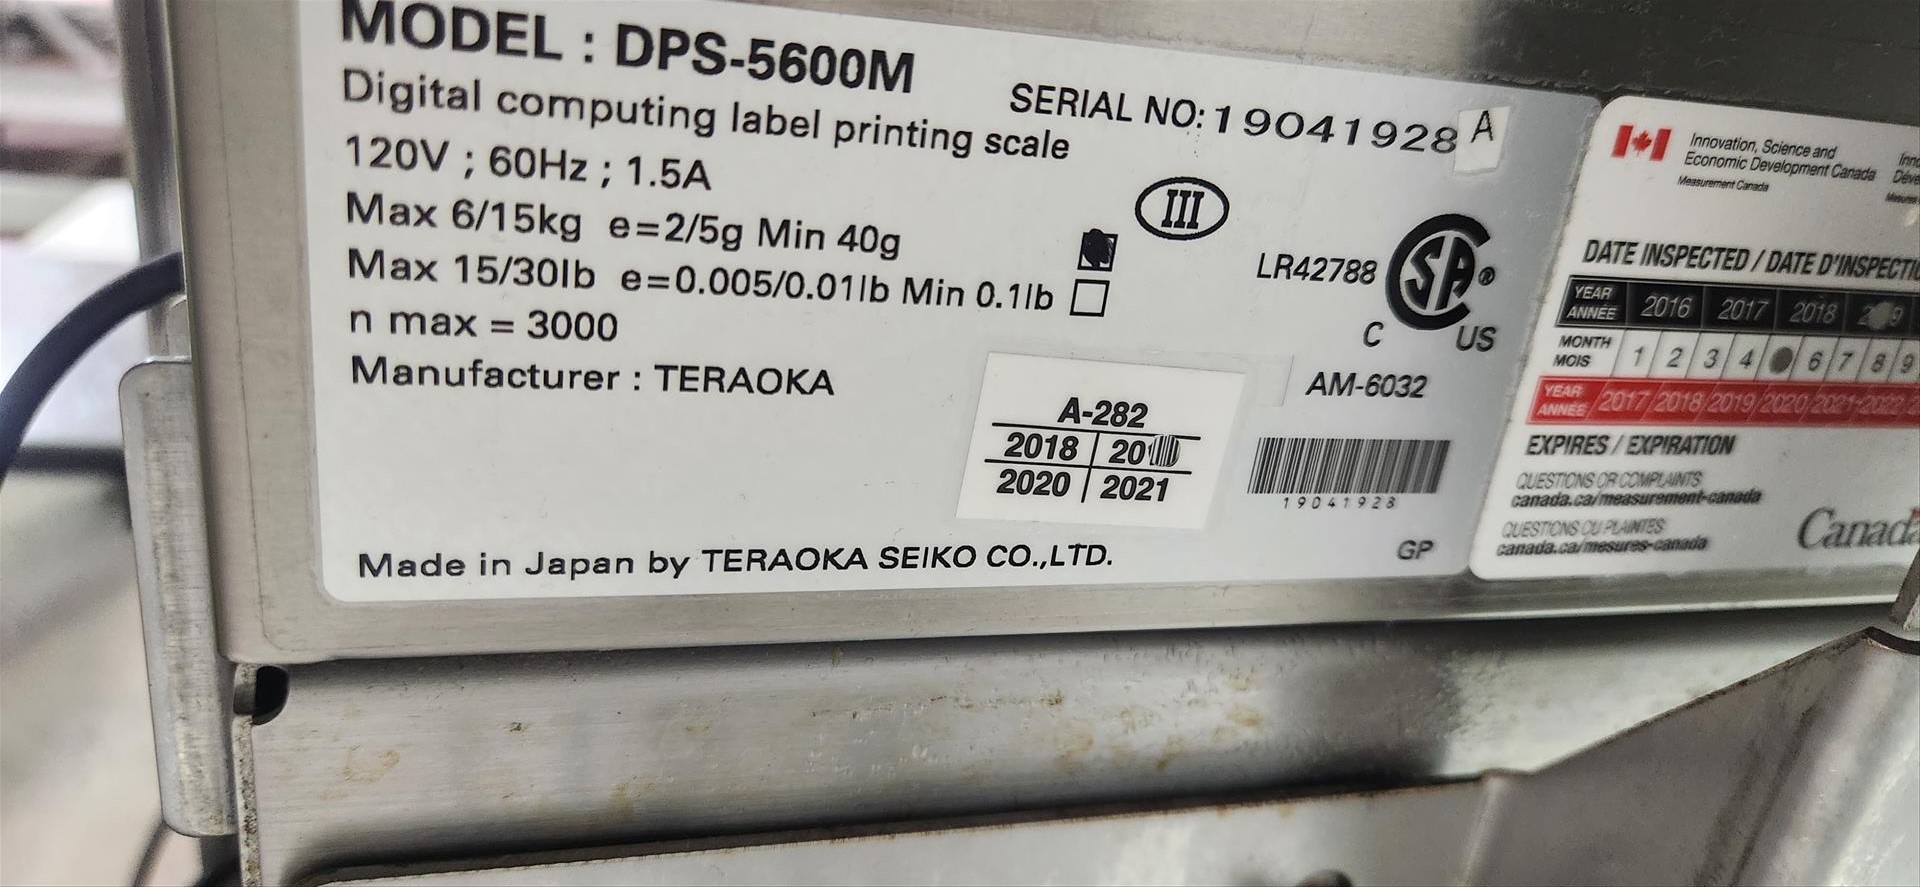 MODEL : DPS-5600M
Digital computing label printing scale
SERIAL NO: 19041928 A
120V ; 60Hz ; 1.5A
Max 6/15kg e=2/5g Min 40g
Max 15/30lb e=0.005/0.01lb Min 0.1lb
n max = 3000
Manufacturer : TERAOKA
III
LR42788
C US
AM-6032
A-282
2018 20
2020 2021
19041928
Made in Japan by TERAOKA SEIKO CO.,LTD.
GP
Innovation, Science and
Economic Development Canada
Measurement Canada
DATE INSPECTED / DATE D'INSPECTI
YEAR
ANNÉE
2016 2017 2018
MONTH
MOIS
1 2 3 4 6 7 8 9
YEAR
ANNÉE
2017 2018 2019 2020 2021 2022
EXPIRES / EXPIRATION
QUESTIONS OR COMPLAINTS
canada.ca/measurement-canada
QUESTIONS OU PLAINTES
canada.ca/mesures-canada
Canada